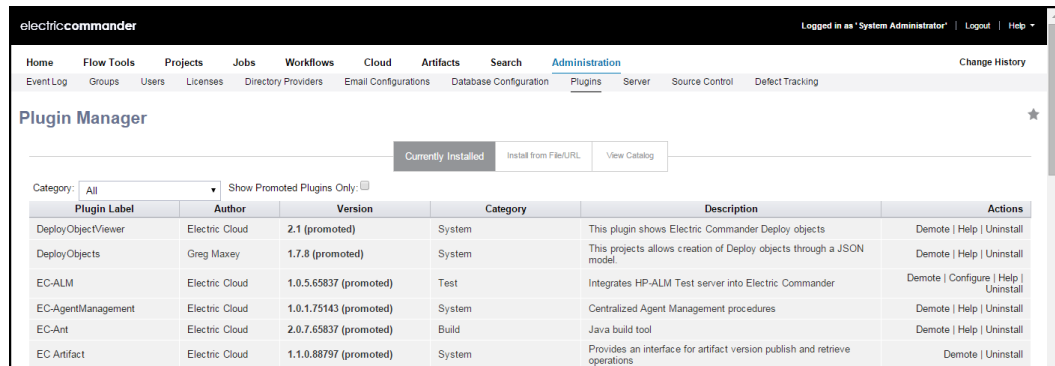 electriccommander Logged in as 'System Administrator' | Logout | Help
Home Flow Tools Projects Jobs Workflows Cloud Artifacts Search Administration Change History
Event Log Groups Users Licenses Directory Providers Email Configurations Database Configuration Plugins Server Source Control Defect Tracking
Plugin Manager
Currently Installed Install from File/URL View Catalog
Category: All Show Promoted Plugins Only:
Plugin Label Author Version Category Description Actions
DeployObjectViewer Electric Cloud 2.1 (promoted) System This plugin shows Electric Commander Deploy objects Demote | Help | Uninstall
DeployObjects Greg Maxey 1.7.8 (promoted) System This projects allows creation of Deploy objects through a JSON Demote | Help | Uninstall
model.
EC-ALM Electric Cloud 1.0.5.65837 (promoted) Test Integrates HP-ALM Test server into Electric Commander Demote | Configure | Help |
Uninstall
EC-AgentManagement Electric Cloud 1.0.1.75143 (promoted) System Centralized Agent Management procedures Demote | Help | Uninstall
EC-Ant Electric Cloud 2.0.7.65837 (promoted) Build Java build tool Demote | Help | Uninstall
EC Artifact Electric Cloud 1.1.0.88797 (promoted) System Provides an interface for artifact version publish and retrieve Demote | Uninstall
operations